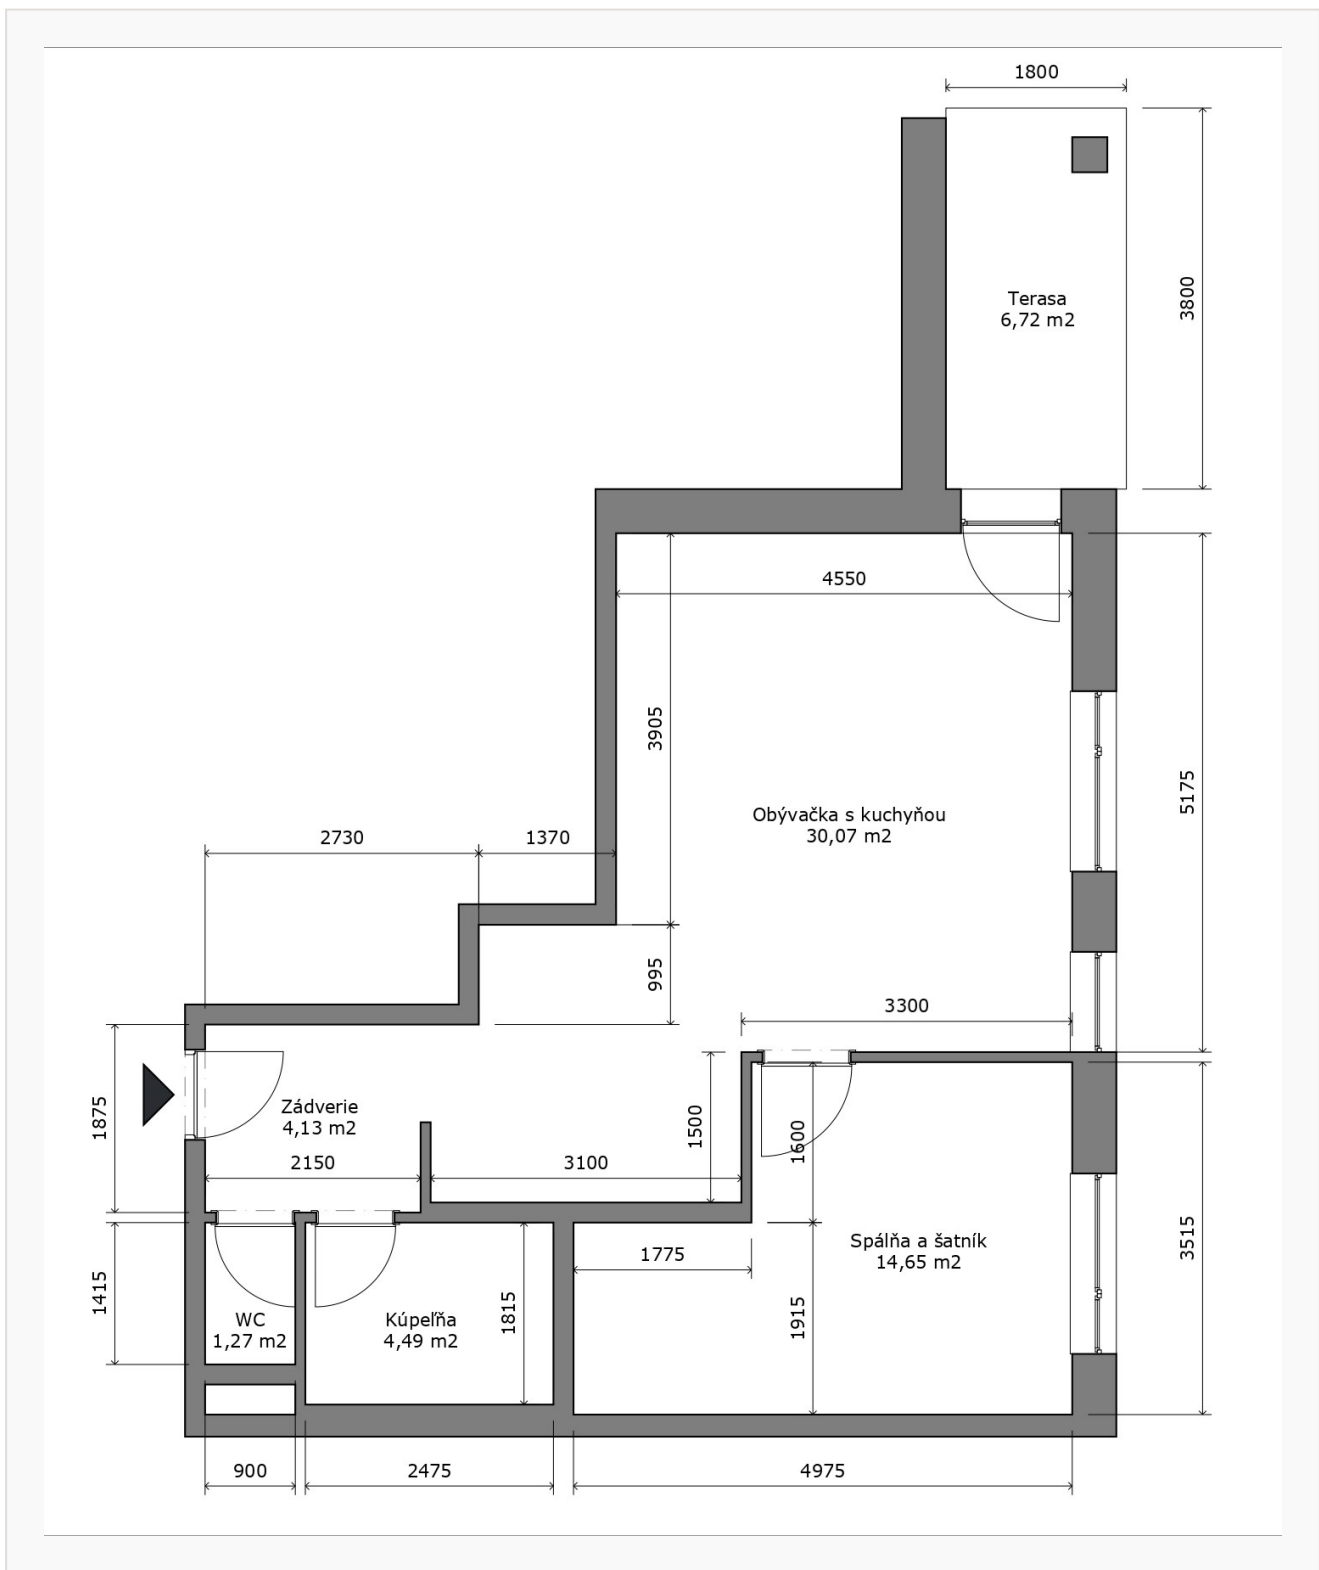 1800
3800
Terasa
6,72 m2
4550
3905
5175
Obývačka s kuchyňou
30,07 m2
2730
1370
995
3300
1875
Zádverie
4,13 m2
1500
1600
2150
3100
1415
1775
Spálňa a šatník
14,65 m2
3515
WC
1,27 m2
Kúpeľňa
4,49 m2
1815
1915
900
2475
4975